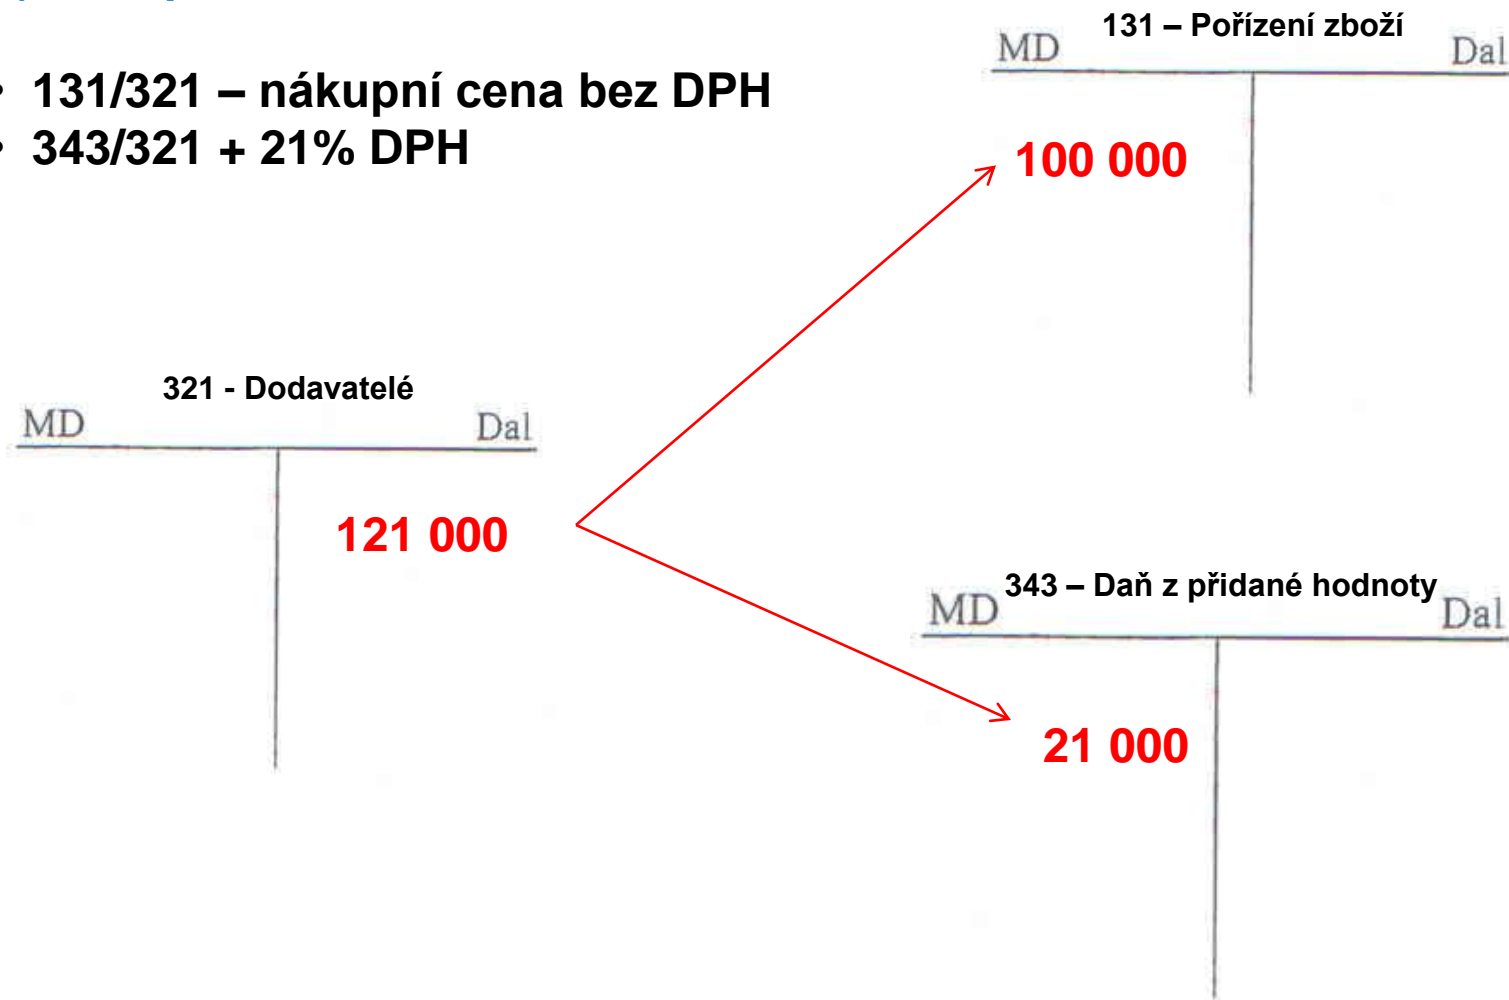 131 – Pořízení zboží
MD Dal
• 131/321 – nákupní cena bez DPH
• 343/321 + 21% DPH
100 000
321 - Dodavatelé
MD Dal
121 000
343 – Daň z přidané hodnoty
MD Dal
21 000